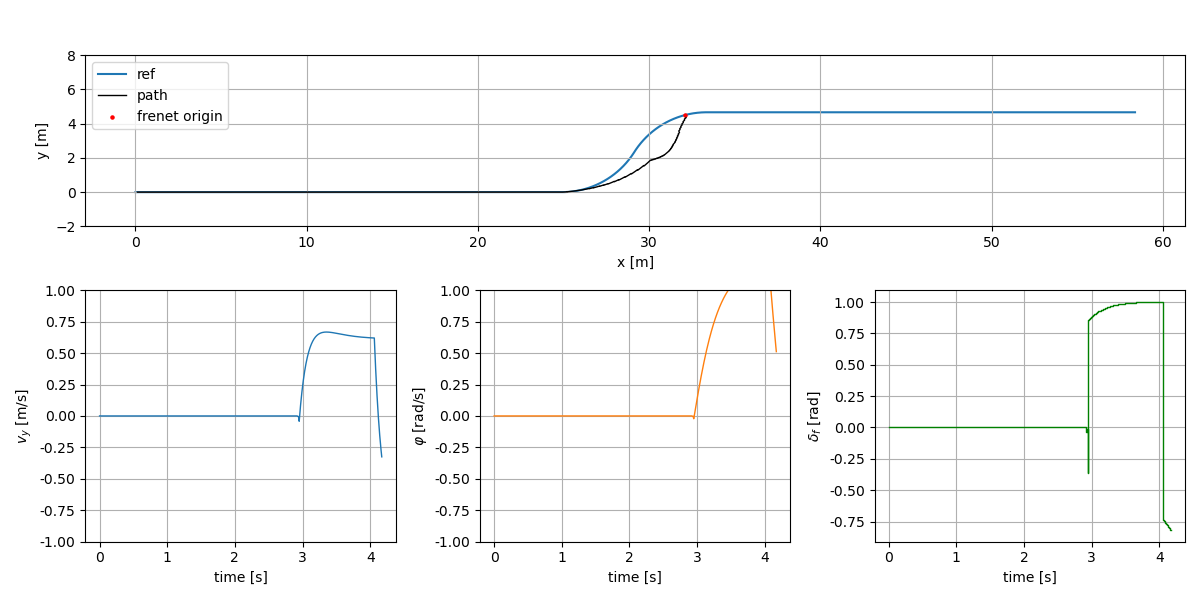 8
6
4
2
0
−2
y [m]
ref
path
frenet origin
0 10 20 30 40 50 60
x [m]
1.00
0.75
0.50
0.25
0.00
-0.25
-0.50
-0.75
-1.00
v_y [m/s]
0 1 2 3 4
time [s]
1.00
0.75
0.50
0.25
0.00
-0.25
-0.50
-0.75
-1.00
φ [rad/s]
0 1 2 3 4
time [s]
1.00
0.75
0.50
0.25
0.00
-0.25
-0.50
-0.75
δ_f [rad]
0 1 2 3 4
time [s]